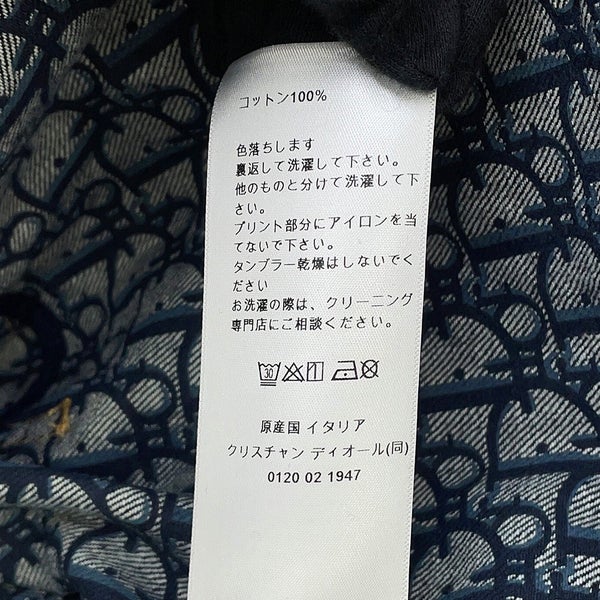 コットン100%
色落ちします
裏返して洗濯して下さい。
他のものと分けて洗濯して下
さい。
プリント部分にアイロンを当
てないで下さい。
タンブラー乾燥はしないでく
ださい
お洗濯の際は、クリーニング
専門店にご相談ください。
30
原産国 イタリア
クリスチャン ディオール(同)
0120 02 1947